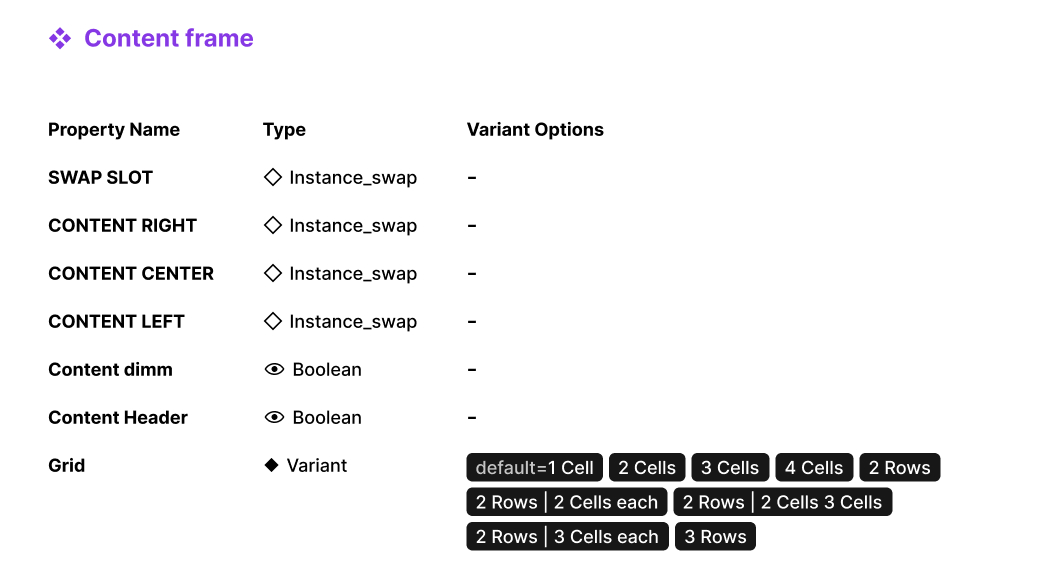 Content frame
Property Name Type Variant Options
SWAP SLOT Instance_swap –
CONTENT RIGHT Instance_swap –
CONTENT CENTER Instance_swap –
CONTENT LEFT Instance_swap –
Content dimm Boolean –
Content Header Boolean –
Grid Variant default=1 Cell 2 Cells 3 Cells 4 Cells 2 Rows
2 Rows | 2 Cells each 2 Rows | 2 Cells 3 Cells
2 Rows | 3 Cells each 3 Rows